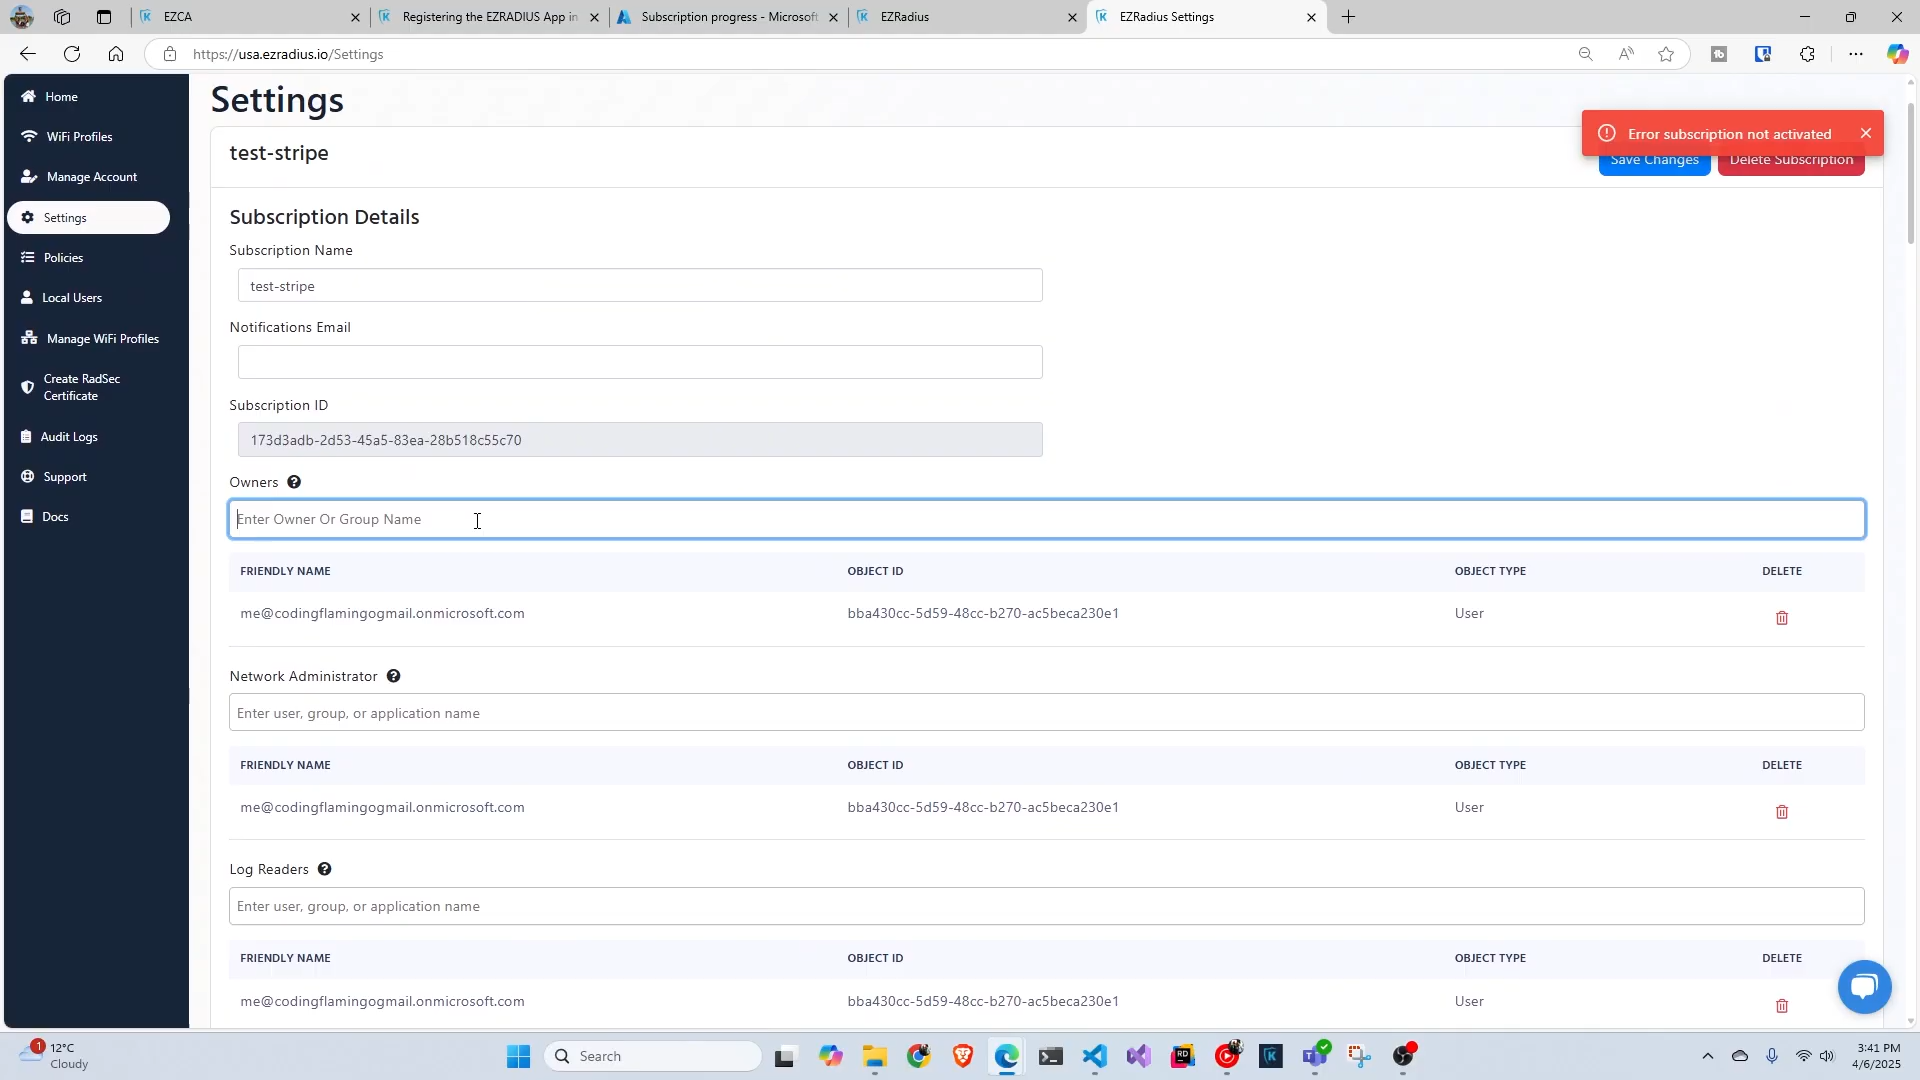 EZCA
Registering the EZRADIUS App in
Subscription progress - Microsoft
EZRadius
EZRadius Settings
https://usa.ezradius.io/Settings
Home
WiFi Profiles
Manage Account
Settings
Policies
Local Users
Manage WiFi Profiles
Create RadSec
Certificate
Audit Logs
Support
Docs
Settings
Error subscription not activated
test-stripe
Save Changes
Delete Subscription
Subscription Details
Subscription Name
test-stripe
Notifications Email
Subscription ID
173d3adb-2d53-45a5-83ea-28b518c55c70
Owners
Enter Owner Or Group Name
FRIENDLY NAME OBJECT ID OBJECT TYPE DELETE
me@codingflamingogmail.onmicrosoft.com bba430cc-5d59-48cc-b270-ac5beca230e1 User
Network Administrator
Enter user, group, or application name
FRIENDLY NAME OBJECT ID OBJECT TYPE DELETE
me@codingflamingogmail.onmicrosoft.com bba430cc-5d59-48cc-b270-ac5beca230e1 User
Log Readers
Enter user, group, or application name
FRIENDLY NAME OBJECT ID OBJECT TYPE DELETE
me@codingflamingogmail.onmicrosoft.com bba430cc-5d59-48cc-b270-ac5beca230e1 User
1
12°C
Cloudy
Search
RD
3:41 PM
4/6/2025